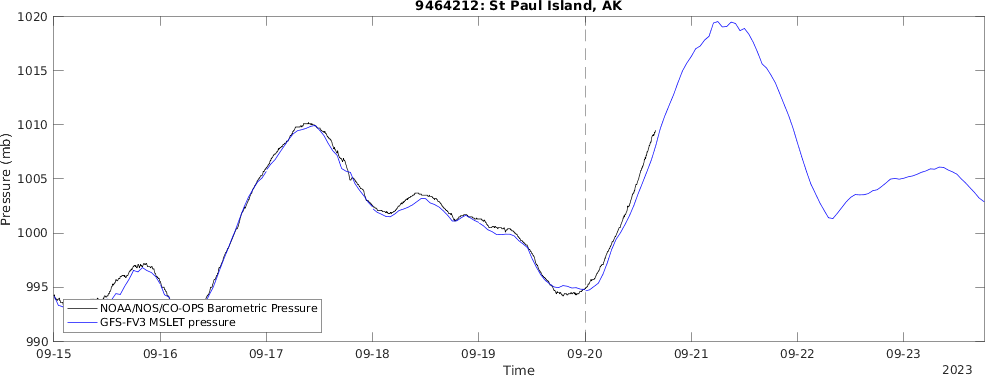 9464212: St Paul Island, AK
1020
1015
1010
1005
1000
995
990
Pressure (mb)
NOAA/NOS/CO-OPS Barometric Pressure
GFS-FV3 MSLET pressure
09-15 09-16 09-17 09-18 09-19 09-20 09-21 09-22 09-23
Time
2023